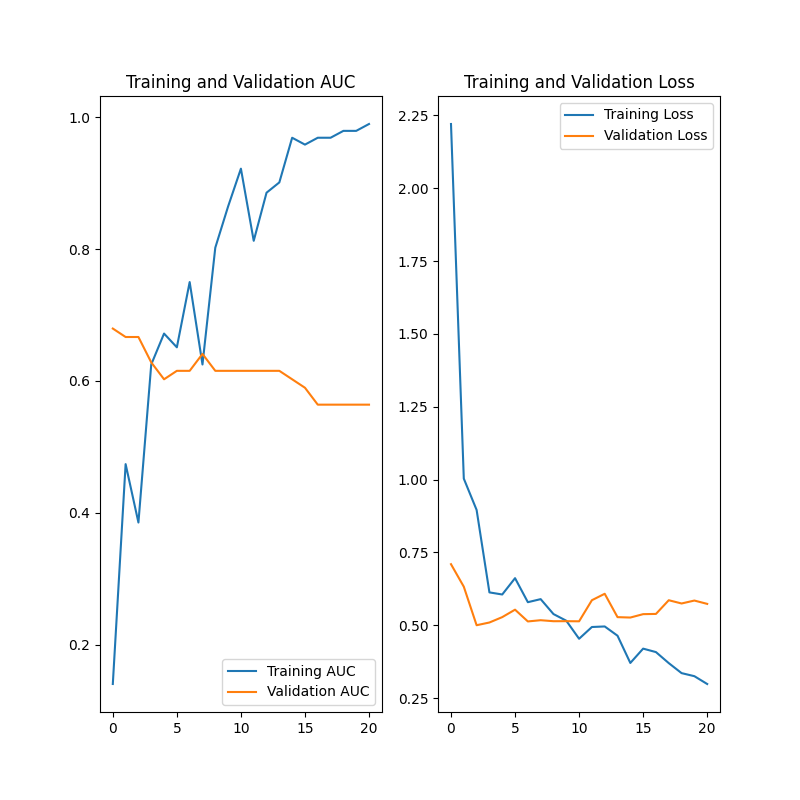 Training and Validation AUC
1.0
0.8
0.6
0.4
0.2
0 5 10 15 20
Training AUC
Validation AUC
Training and Validation Loss
2.25
2.00
1.75
1.50
1.25
1.00
0.75
0.50
0.25
0 5 10 15 20
Training Loss
Validation Loss